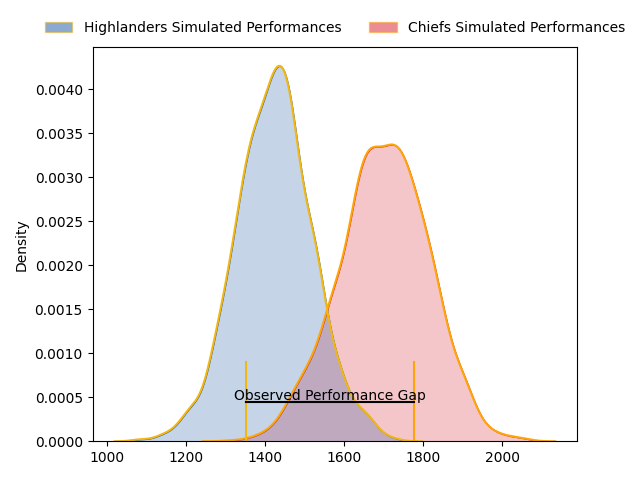 Highlanders Simulated Performances
Chiefs Simulated Performances
0.0040
0.0035
0.0030
0.0025
0.0020
0.0015
0.0010
0.0005
0.0000
Density
Observed Performance Gap
1000 1200 1400 1600 1800 2000